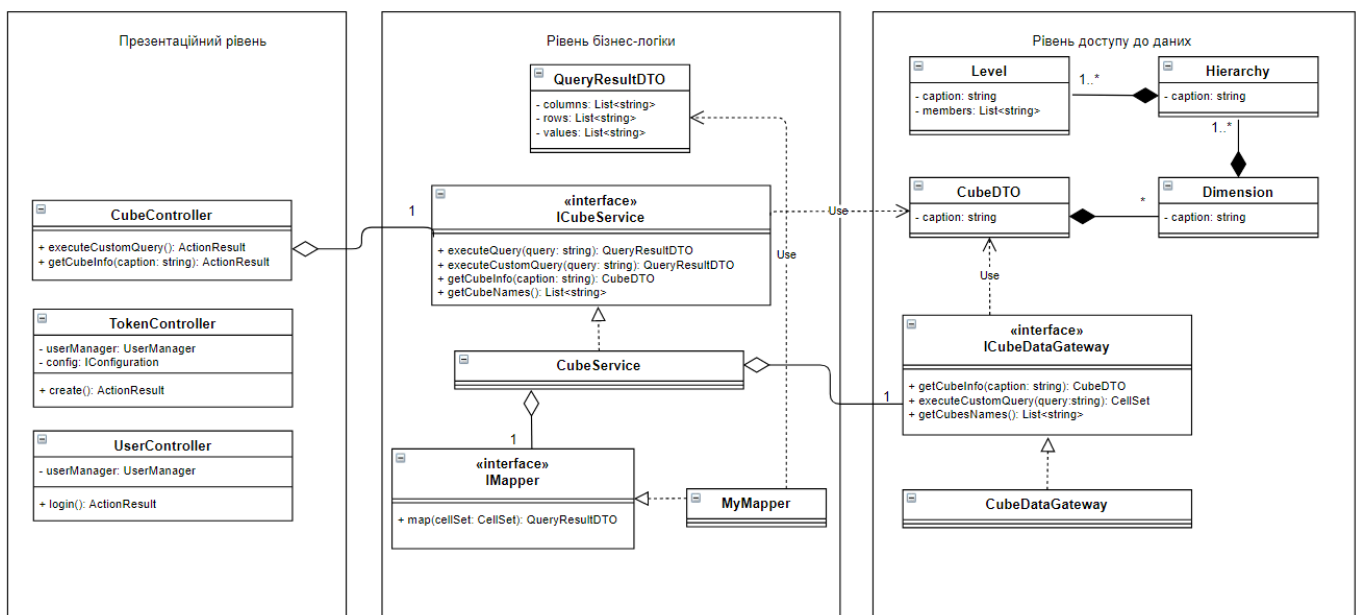 Презентаційний рівень
CubeController
+ executeCustomQuery(): ActionResult
+ getCubeInfo(caption: string): ActionResult
1
TokenController
- userManager: UserManager
- config: IConfiguration
+ create(): ActionResult
UserController
- userManager: UserManager
+ login(): ActionResult
Рівень бізнес-логіки
QueryResultDTO
- columns: List<string>
- rows: List<string>
- values: List<string>
«interface»
ICubeService
+ executeQuery(query: string): QueryResultDTO
+ executeCustomQuery(query: string): QueryResultDTO
+ getCubeInfo(caption: string): CubeDTO
+ getCubeNames(): List<string>
Use
Use
CubeService
1
1
«interface»
IMapper
+ map(cellSet: CellSet): QueryResultDTO
MyMapper
Рівень доступу до даних
Level
- caption: string
- members: List<string>
1..*
Hierarchy
- caption: string
1..*
CubeDTO
- caption: string
*
Dimension
- caption: string
Use
«interface»
ICubeDataGateway
+ getCubeInfo(caption: string): CubeDTO
+ executeCustomQuery(query:string): CellSet
+ getCubesNames(): List<string>
CubeDataGateway